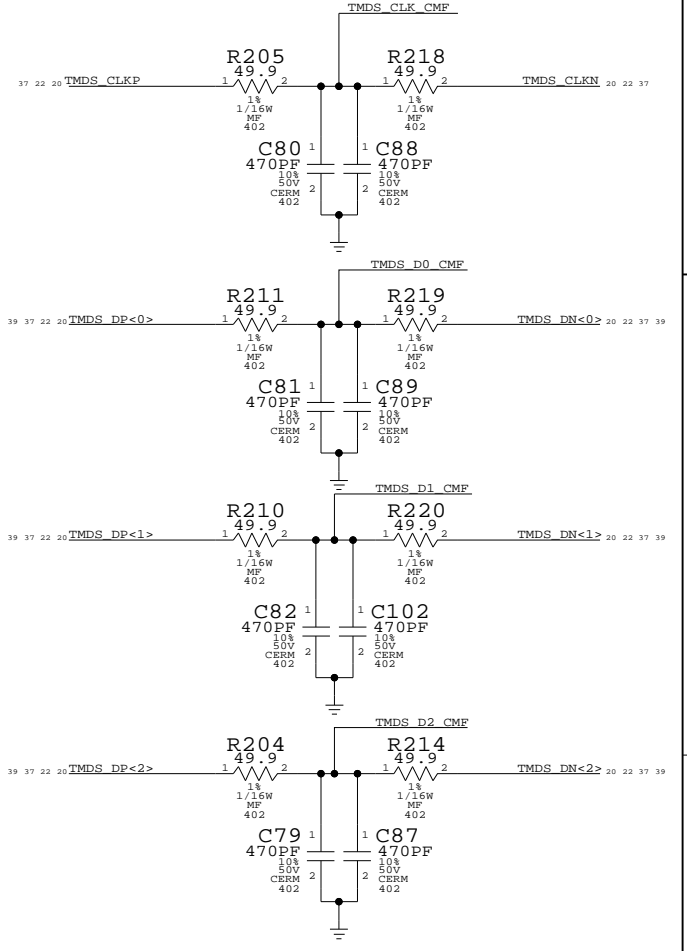 TMDS_CLK_CMF
R205 R218
49.9 49.9
37 22 20 TMDS_CLKP 1 2 1 2 TMDS_CLKN 20 22 37
1% 1%
1/16W 1/16W
MF MF
402 402
C80 1 1 C88
470PF 470PF
10% 10%
50V 2 2 50V
CERM CERM
402 402
TMDS_D0_CMF
R211 R219
49.9 49.9
39 37 22 20 TMDS_DP<0> 1 2 1 2 TMDS_DN<0> 20 22 37 39
1% 1%
1/16W 1/16W
MF MF
402 402
C81 1 1 C89
470PF 470PF
10% 10%
50V 2 2 50V
CERM CERM
402 402
TMDS_D1_CMF
R210 R220
49.9 49.9
39 37 22 20 TMDS_DP<1> 1 2 1 2 TMDS_DN<1> 20 22 37 39
1% 1%
1/16W 1/16W
MF MF
402 402
C82 1 1 C102
470PF 470PF
10% 10%
50V 2 2 50V
CERM CERM
402 402
TMDS_D2_CMF
R204 R214
49.9 49.9
39 37 22 20 TMDS_DP<2> 1 2 1 2 TMDS_DN<2> 20 22 37 39
1% 1%
1/16W 1/16W
MF MF
402 402
C79 1 1 C87
470PF 470PF
10% 10%
50V 2 2 50V
CERM CERM
402 402